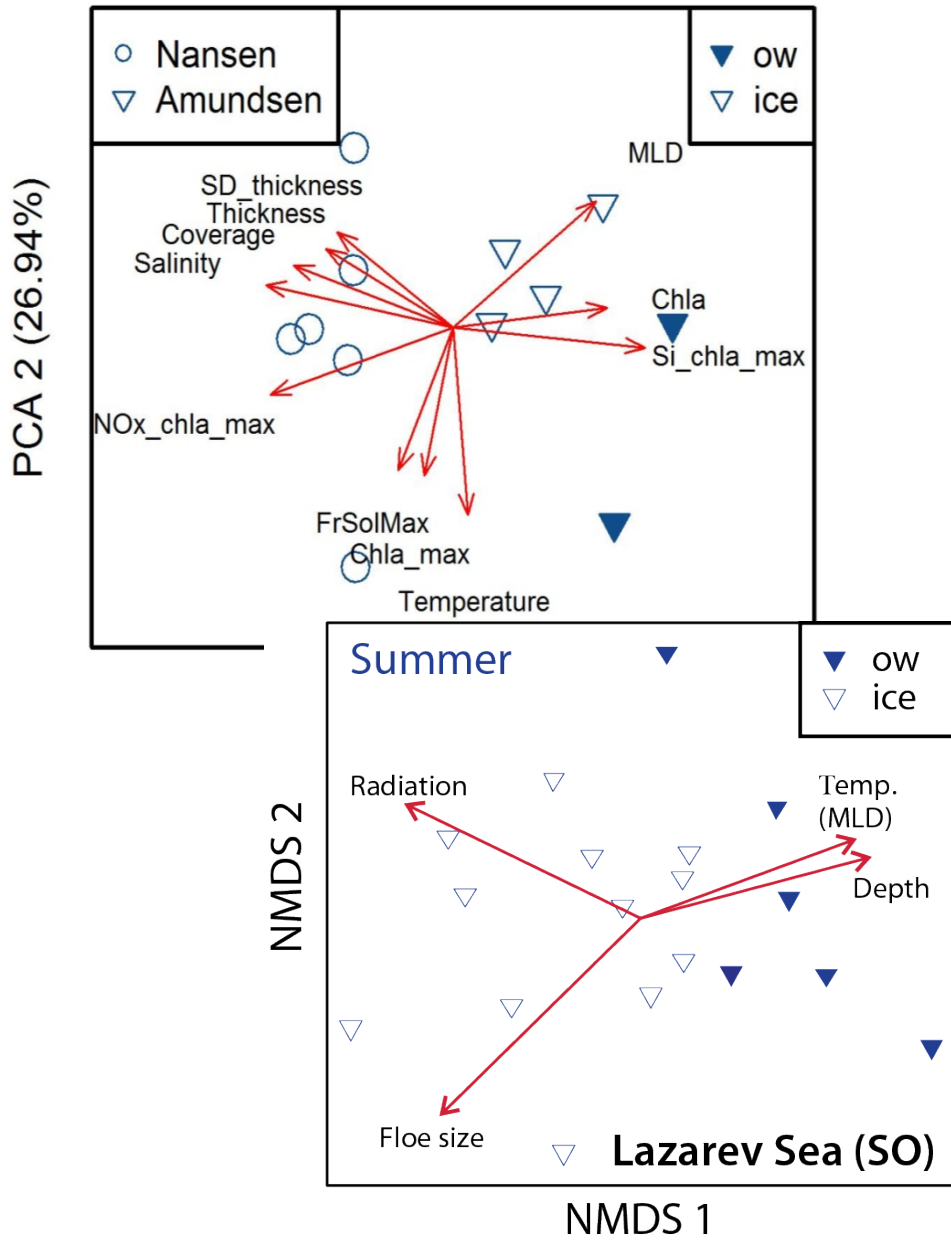 Nansen
Amundsen
ow
ice
MLD
SD_thickness
Thickness
Coverage
Salinity
Chla
Si_chla_max
NOx_chla_max
FrSolMax
Chla_max
Temperature
PCA 2 (26.94%)
Summer
ow
ice
Radiation
Temp.
(MLD)
Depth
Floe size
Lazarev Sea (SO)
NMDS 2
NMDS 1